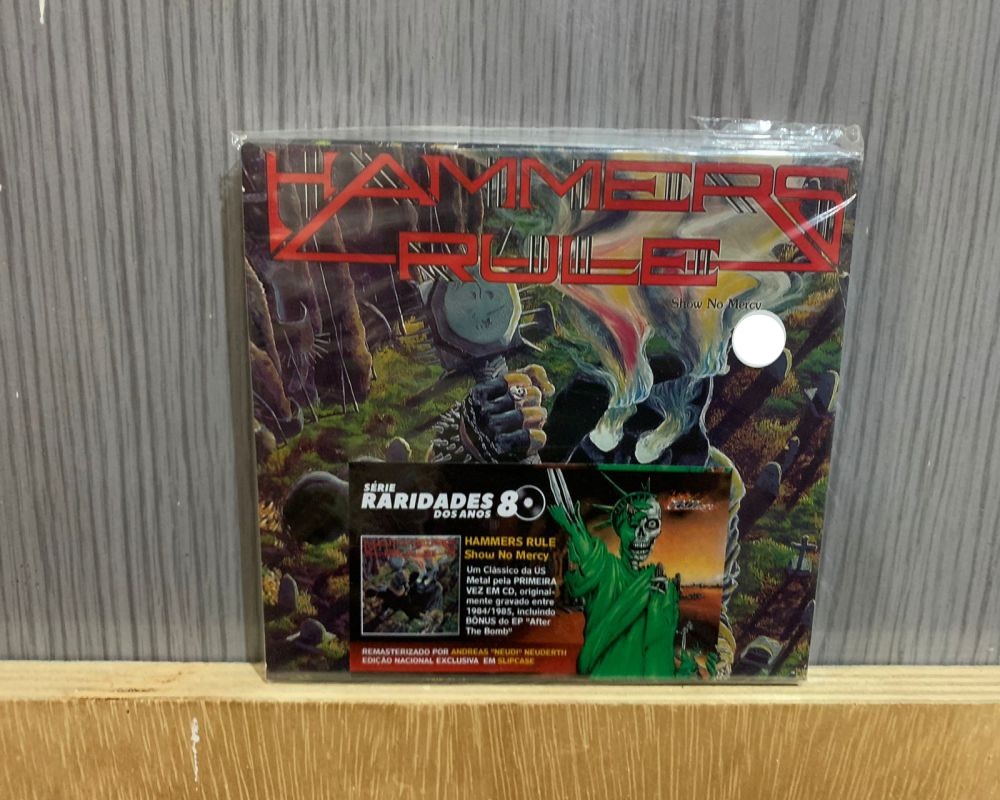 HAMMERS
RULE
Show No Mercy
SÉRIE
RARIDADES 80
DOS ANOS
HAMMERS RULE
Show No Mercy
Um Clássico da US
Metal pela PRIMEIRA
VEZ EM CD, original-
mente gravado entre
1984/1985, incluindo
BÔNUS do EP "After
The Bomb"
REMASTERIZADO POR ANDREAS "NEUDI" NEUDERTH
EDIÇÃO NACIONAL EXCLUSIVA EM SLIPCASE